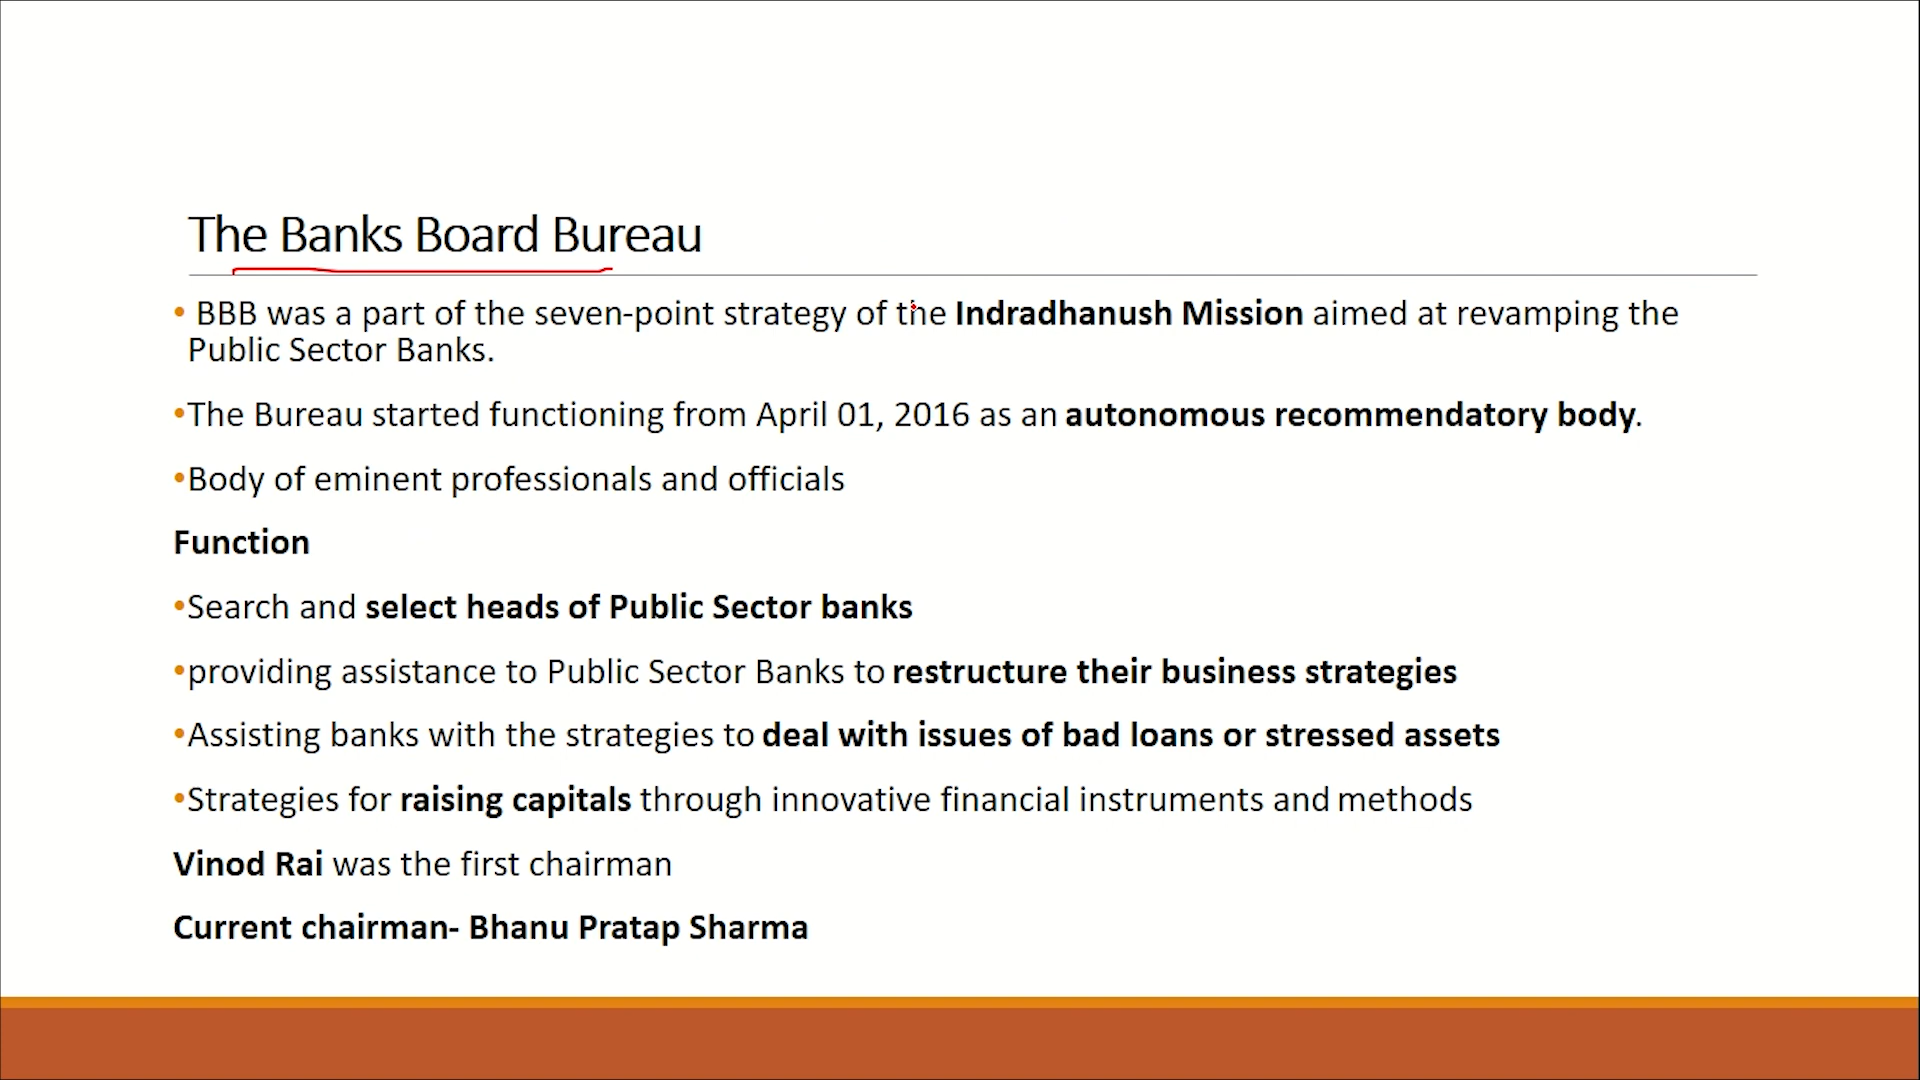 The Banks Board Bureau
• BBB was a part of the seven-point strategy of the Indradhanush Mission aimed at revamping the
Public Sector Banks.
•The Bureau started functioning from April 01, 2016 as an autonomous recommendatory body.
•Body of eminent professionals and officials
Function
•Search and select heads of Public Sector banks
•providing assistance to Public Sector Banks to restructure their business strategies
•Assisting banks with the strategies to deal with issues of bad loans or stressed assets
•Strategies for raising capitals through innovative financial instruments and methods
Vinod Rai was the first chairman
Current chairman- Bhanu Pratap Sharma